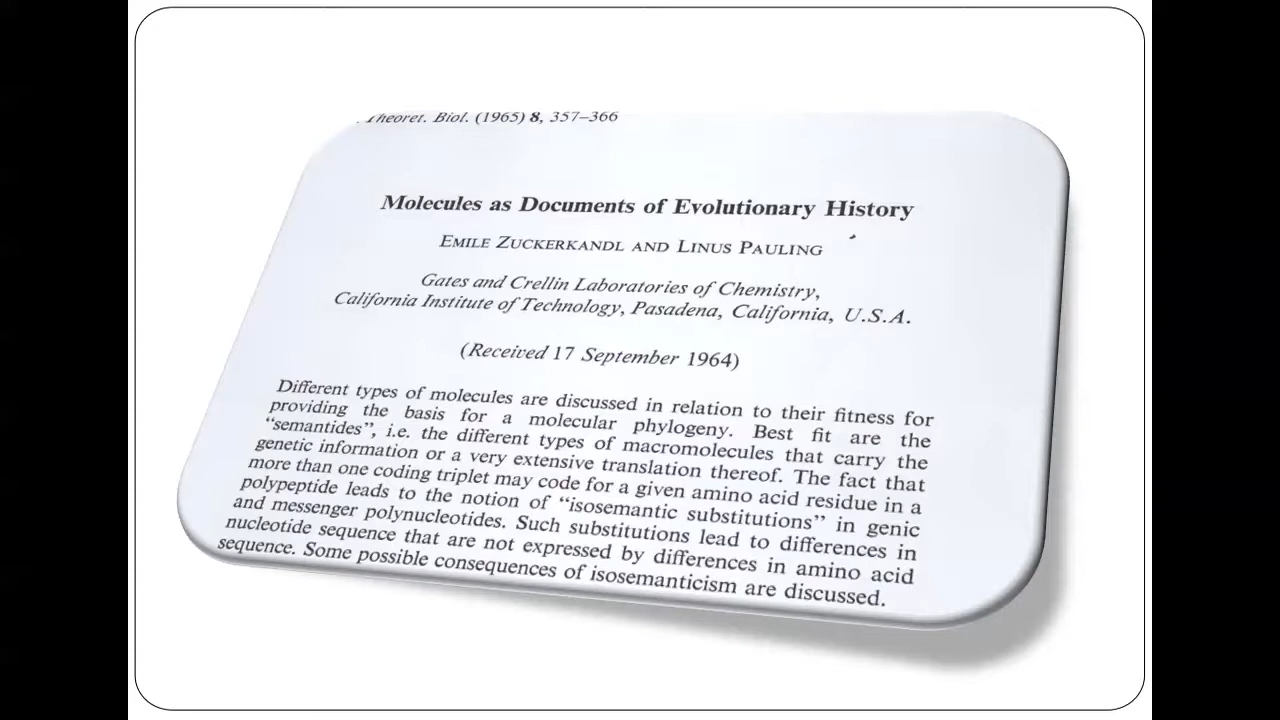 Theoret. Biol. (1965) 8, 357–366
Molecules as Documents of Evolutionary History
EMILE ZUCKERKANDL AND LINUS PAULING
Gates and Crellin Laboratories of Chemistry,
California Institute of Technology, Pasadena, California, U.S.A.
(Received 17 September 1964)
Different types of molecules are discussed in relation to their fitness for
providing the basis for a molecular phylogeny. Best fit are the
“semantides”, i.e. the different types of macromolecules that carry the
genetic information or a very extensive translation thereof. The fact that
more than one coding triplet may code for a given amino acid residue in a
polypeptide leads to the notion of “isosemantic substitutions” in genic
and messenger polynucleotides. Such substitutions lead to differences in
nucleotide sequence that are not expressed by differences in amino acid
sequence. Some possible consequences of isosemanticism are discussed.